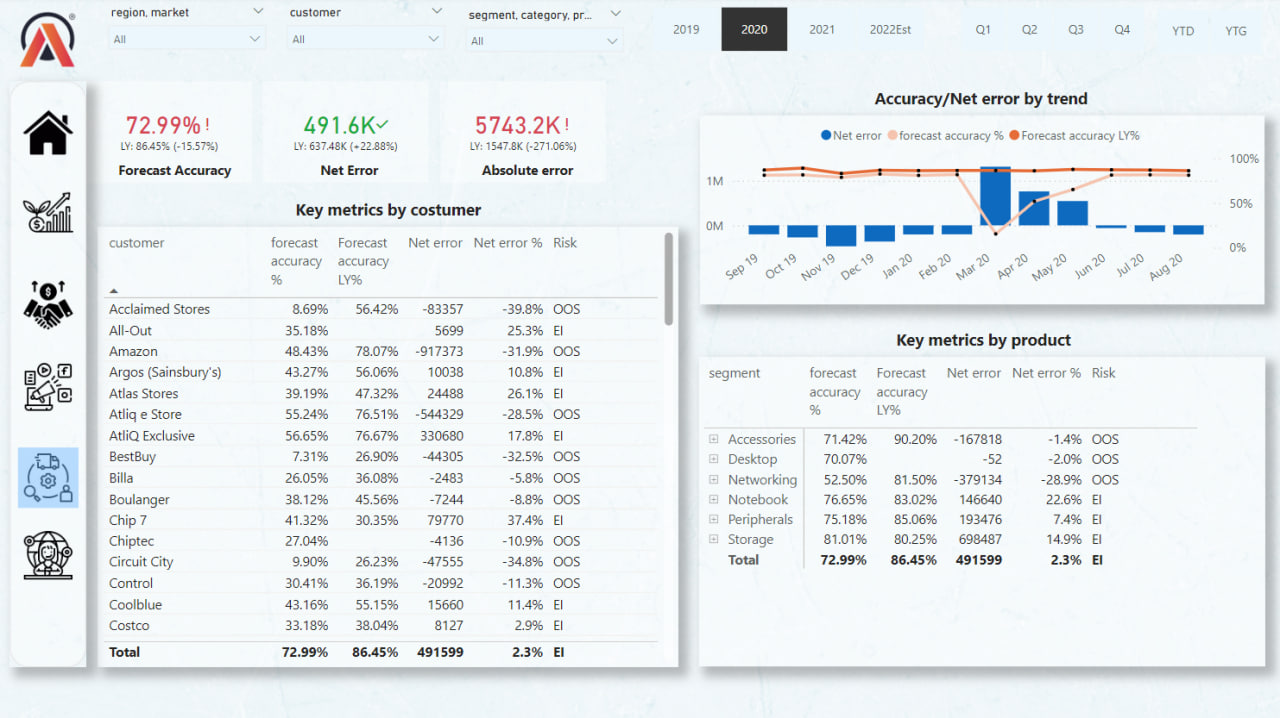 region, market
customer
segment, category, pr...
All
All
All
2019 2020 2021 2022Est Q1 Q2 Q3 Q4 YTD YTG
72.99%!
LY: 86.45% (-15.57%)
Forecast Accuracy
491.6K✓
LY: 637.48K (+22.88%)
Net Error
5743.2K!
LY: 1547.8K (-271.06%)
Absolute error
Key metrics by costumer
customer forecast accuracy % Forecast accuracy LY% Net error Net error % Risk
Acclaimed Stores 8.69% 56.42% -83357 -39.8% OOS
All-Out 35.18% 5699 25.3% EI
Amazon 48.43% 78.07% -917373 -31.9% OOS
Argos (Sainsbury's) 43.27% 56.06% 10038 10.8% EI
Atlas Stores 39.19% 47.32% 24488 26.1% EI
Atliq e Store 55.24% 76.51% -544329 -28.5% OOS
AtliQ Exclusive 56.65% 76.67% 330680 17.8% EI
BestBuy 7.31% 26.90% -44305 -32.5% OOS
Billa 26.05% 36.08% -2483 -5.8% OOS
Boulanger 38.12% 45.56% -7244 -8.8% OOS
Chip 7 41.32% 30.35% 79770 37.4% EI
Chiptec 27.04% -4136 -10.9% OOS
Circuit City 9.90% 26.23% -47555 -34.8% OOS
Control 30.41% 36.19% -20992 -11.3% OOS
Coolblue 43.16% 55.15% 15660 11.4% EI
Costco 33.18% 38.04% 8127 2.9% EI
Total 72.99% 86.45% 491599 2.3% EI
Accuracy/Net error by trend
Net error forecast accuracy % Forecast accuracy LY%
1M
0M
100%
50%
0%
Sep 19 Oct 19 Nov 19 Dec 19 Jan 20 Feb 20 Mar 20 Apr 20 May 20 Jun 20 Jul 20 Aug 20
Key metrics by product
segment forecast accuracy % Forecast accuracy LY% Net error Net error % Risk
Accessories 71.42% 90.20% -167818 -1.4% OOS
Desktop 70.07% -52 -2.0% OOS
Networking 52.50% 81.50% -379134 -28.9% OOS
Notebook 76.65% 83.02% 146640 22.6% EI
Peripherals 75.18% 85.06% 193476 7.4% EI
Storage 81.01% 80.25% 698487 14.9% EI
Total 72.99% 86.45% 491599 2.3% EI